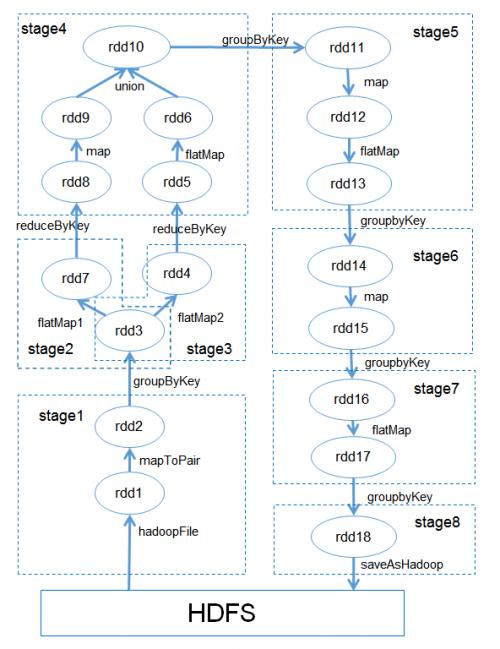 stage4
rdd10
groupByKey
rdd11
stage5
union
map
rdd9
rdd6
rdd12
map
flatMap
flatMap
rdd8
rdd5
rdd13
reduceByKey
reduceByKey
groupbyKey
rdd7
rdd4
rdd14
stage6
map
flatMap1
flatMap2
rdd3
rdd15
stage2
stage3
groupbyKey
groupByKey
stage7
rdd16
stage1
rdd2
flatMap
mapToPair
rdd17
rdd1
groupbyKey
hadoopFile
stage8
rdd18
saveAsHadoop
HDFS